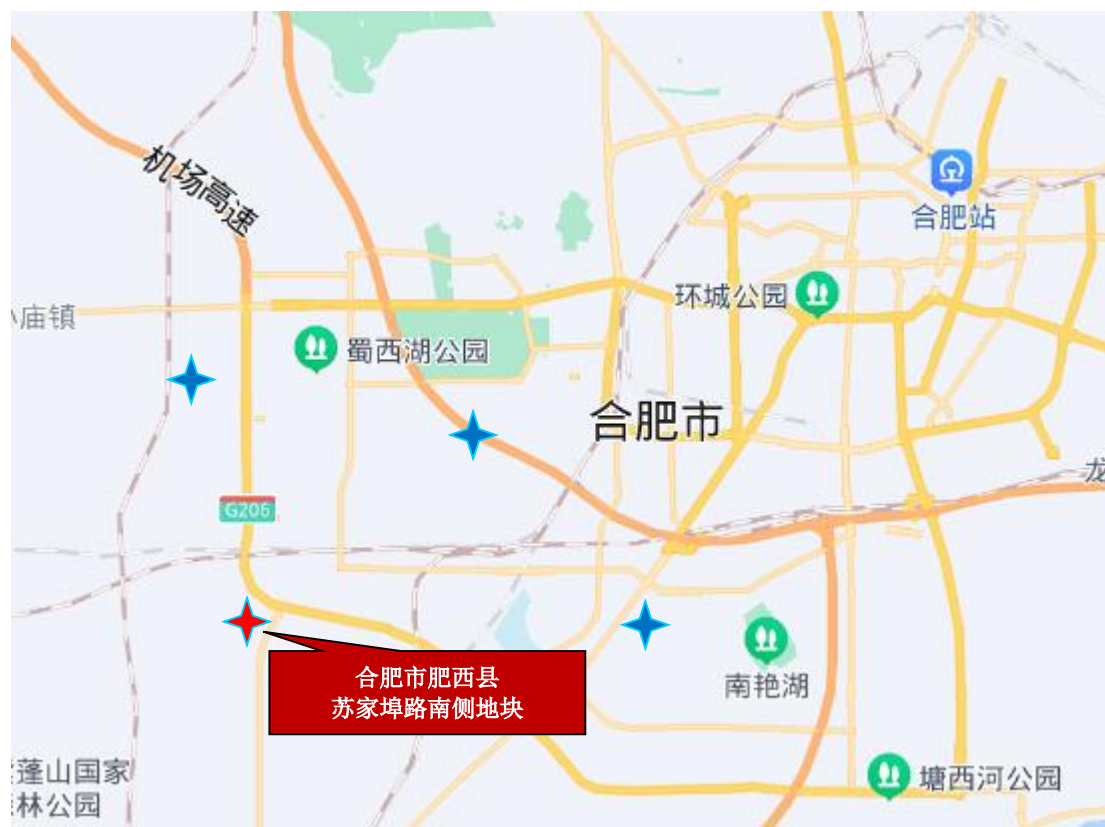 机场高速
合肥站
环城公园
庙镇
蜀西湖公园
合肥市
龙
G206
合肥市肥西县
苏家埠路南侧地块
南艳湖
蓬山国家
林公园
塘西河公园